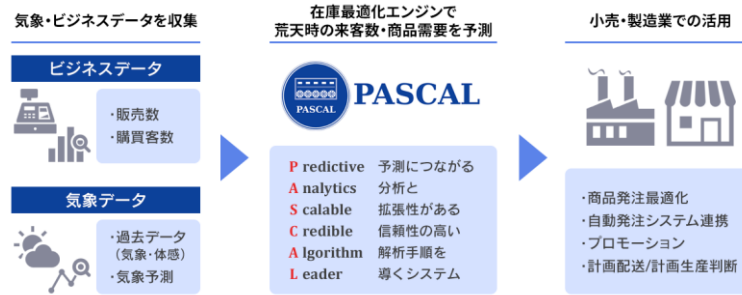 気象・ビジネスデータを収集
ビジネスデータ
・販売数
・購買客数
気象データ
・過去データ
（気象・体感）
・気象予測
在庫最適化エンジンで
荒天時の来客数・商品需要を予測
PASCAL
PASCAL
Predictive 予測につながる
Analytics 分析と
Scalable 拡張性がある
Credible 信頼性の高い
Algorithm 解析手順を
Leader 導くシステム
小売・製造業での活用
・商品発注最適化
・自動発注システム連携
・プロモーション
・計画配送/計画生産判断